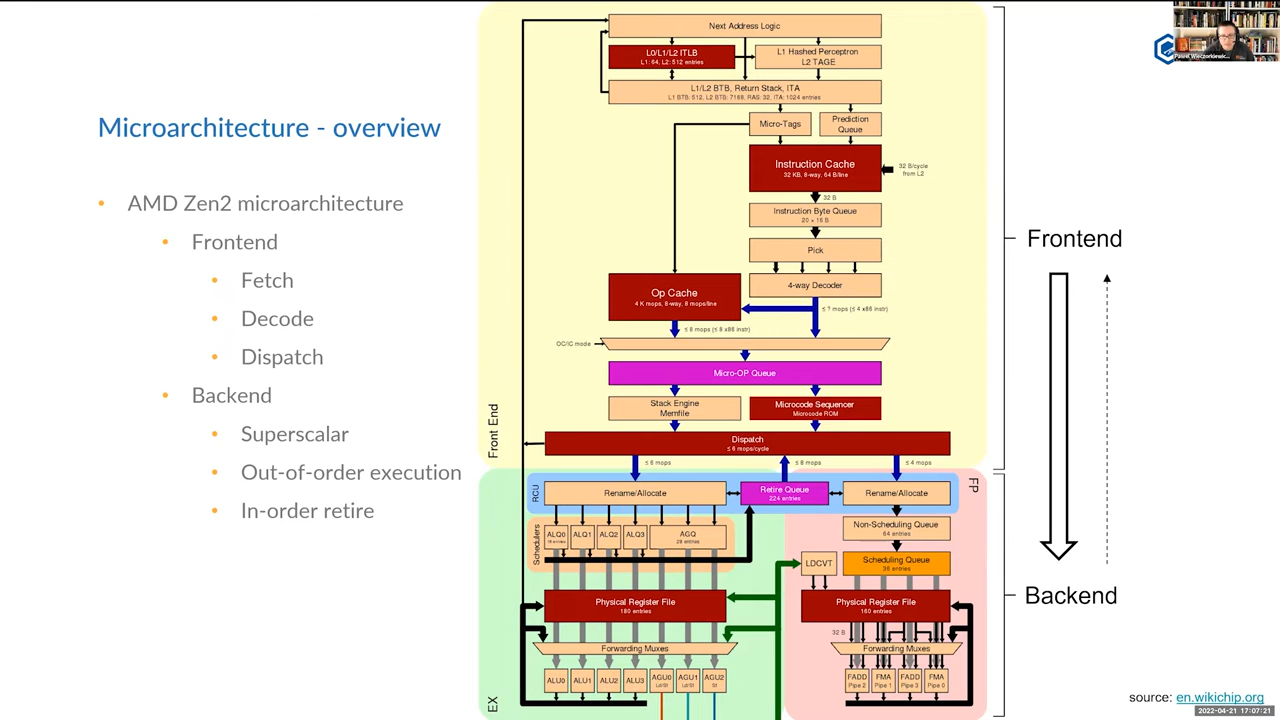 Microarchitecture - overview
• AMD Zen2 microarchitecture
• Frontend
• Fetch
• Decode
• Dispatch
• Backend
• Superscalar
• Out-of-order execution
• In-order retire
Next Address Logic
L0/L1/L2 ITLB
L1: 64, L2: 512 entries
L1 Hashed Perceptron
L2 TAGE
L1/L2 BTB, Return Stack, ITA
L1 BTB: 512, L2 BTB: 7168, RAS: 32, ITA: 1024 entries
Micro-Tags
Prediction
Queue
Instruction Cache
32 KB, 8-way, 64 B/line
32 B/cycle
from L2
32 B
Instruction Byte Queue
20 × 16 B
Pick
4-way Decoder
Op Cache
4 K mops, 8-way, 8 mops/line
≤ ? mops (≤ 4 x86 instr)
≤ 8 mops (≤ 8 x86 instr)
OC/IC mode
Micro-OP Queue
Stack Engine
Memfile
Microcode Sequencer
Microcode ROM
Dispatch
≤ 6 mops/cycle
Front End
≤ 6 mops
≤ 8 mops
≤ 4 mops
RCU
Rename/Allocate
Retire Queue
224 entries
Rename/Allocate
FP
Schedulers
ALQ0
16 entries
ALQ1
ALQ2
ALQ3
AGQ
28 entries
Non-Scheduling Queue
64 entries
LDCVT
Scheduling Queue
36 entries
Physical Register File
180 entries
Physical Register File
160 entries
32 B
Forwarding Muxes
Forwarding Muxes
ALU0
ALU1
ALU2
ALU3
AGU0
Ld/St
AGU1
Ld/St
AGU2
St
FADD
Pipe 2
FMA
Pipe 1
FADD
Pipe 3
FMA
Pipe 0
EX
Frontend
Backend
source: en.wikichip.org
2022-04-21 17:07:21